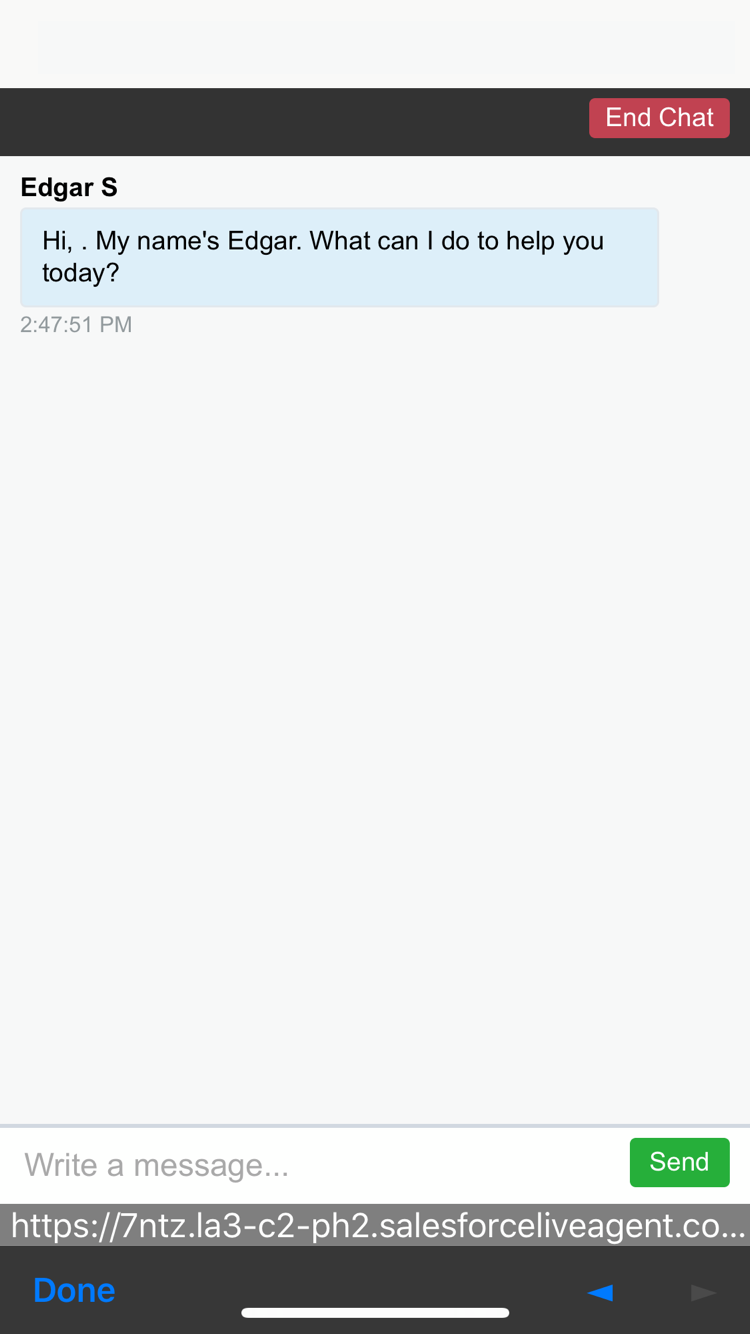 End Chat
Edgar S
Hi, . My name's Edgar. What can I do to help you
today?
2:47:51 PM
Write a message...
Send
https://7ntz.la3-c2-ph2.salesforceliveagent.co...
Done